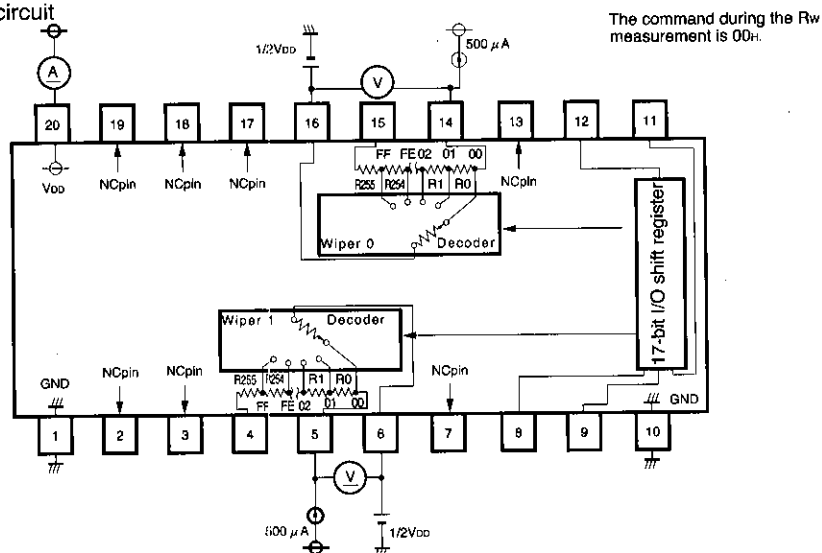 circuit
The command during the Rw
measurement is 00H.
1/2VDD
500 μA
A
V
20
19
18
17
16
15
14
13
12
11
VDD
NCpin
NCpin
NCpin
FF FE 02 01 00
R255 R254 R1 R0
NCpin
Wiper 0 Decoder
17-bit I/O shift register
Wiper 1 Decoder
R255 R254 R1 R0
FF FE 02 01 00
GND
NCpin
NCpin
NCpin
GND
1
2
3
4
5
6
7
8
9
10
V
500 μA
1/2VDD